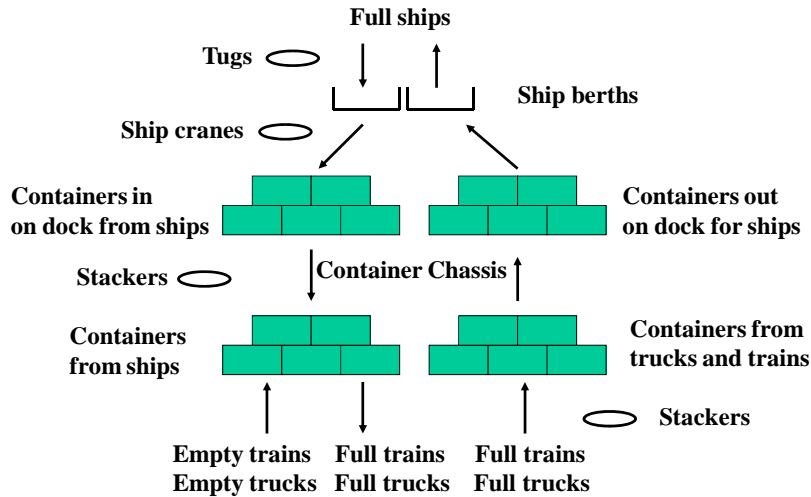 Full ships
Tugs
Ship berths
Ship cranes
Containers in
on dock from ships
Containers out
on dock for ships
Stackers
Container Chassis
Containers
from ships
Containers from
trucks and trains
Stackers
Empty trains
Empty trucks
Full trains
Full trucks
Full trains
Full trucks